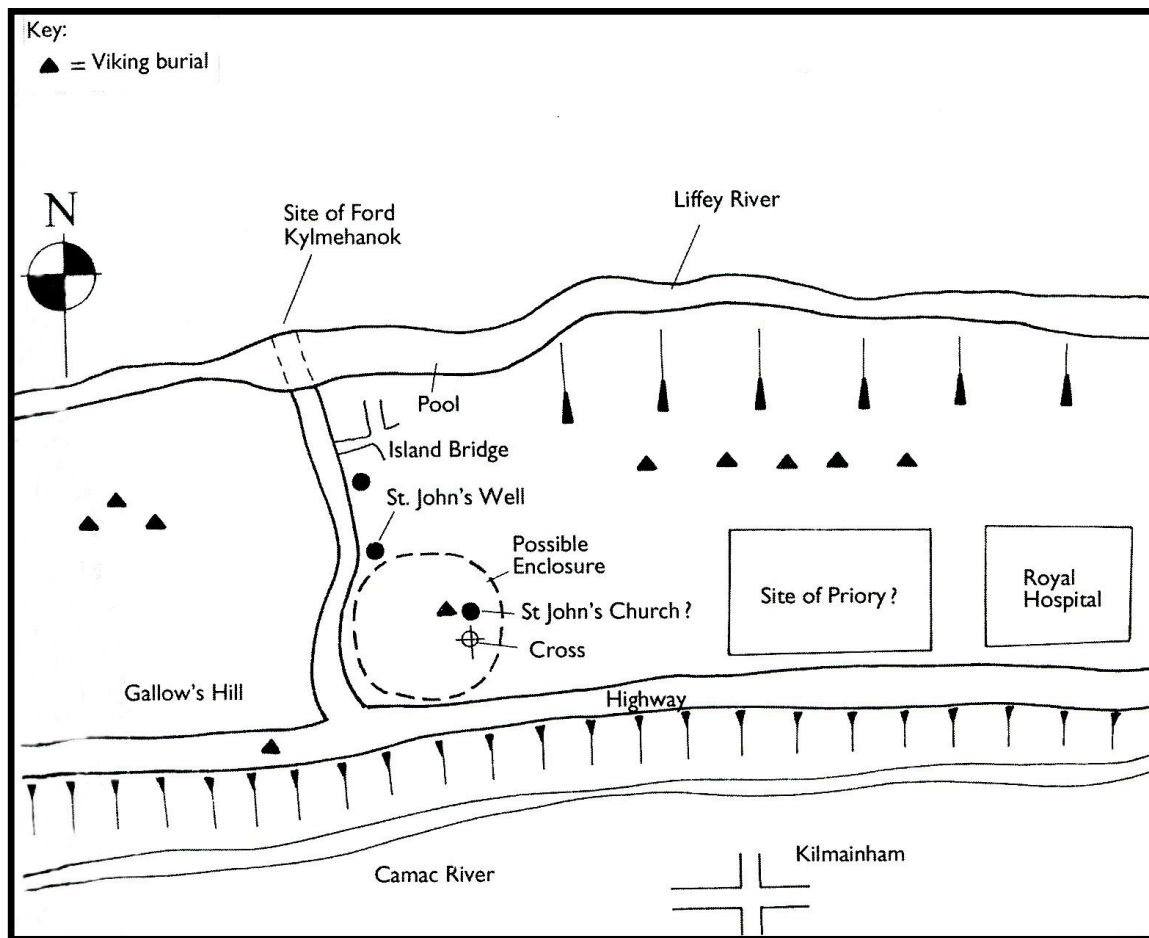 Key:
= Viking burial
N
Site of Ford
Kylmehanok
Liffey River
Pool
Island Bridge
St. John's Well
Possible
Enclosure
St John's Church ?
Cross
Site of Priory ?
Royal
Hospital
Gallow's Hill
Highway
Camac River
Kilmainham